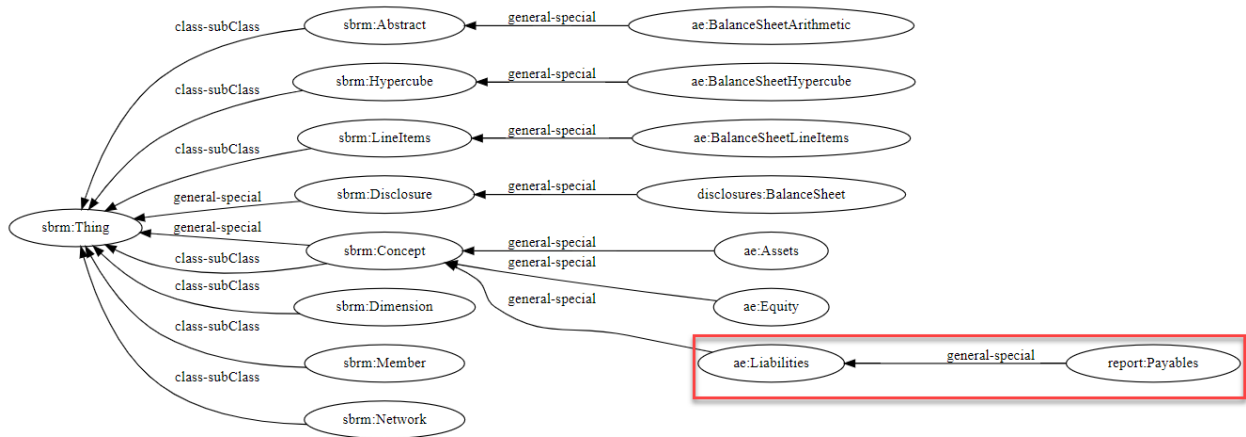 class-subClass
sbrm:Abstract
general-special
ae:BalanceSheetArithmetic
class-subClass
sbrm:Hypercube
general-special
ae:BalanceSheetHypercube
class-subClass
sbrm:LineItems
general-special
ae:BalanceSheetLineItems
general-special
sbrm:Disclosure
general-special
disclosures:BalanceSheet
sbrm:Thing
general-special
sbrm:Concept
general-special
ae:Assets
class-subClass
general-special
general-special
ae:Equity
class-subClass
sbrm:Dimension
class-subClass
sbrm:Member
ae:Liabilities
general-special
report:Payables
class-subClass
sbrm:Network